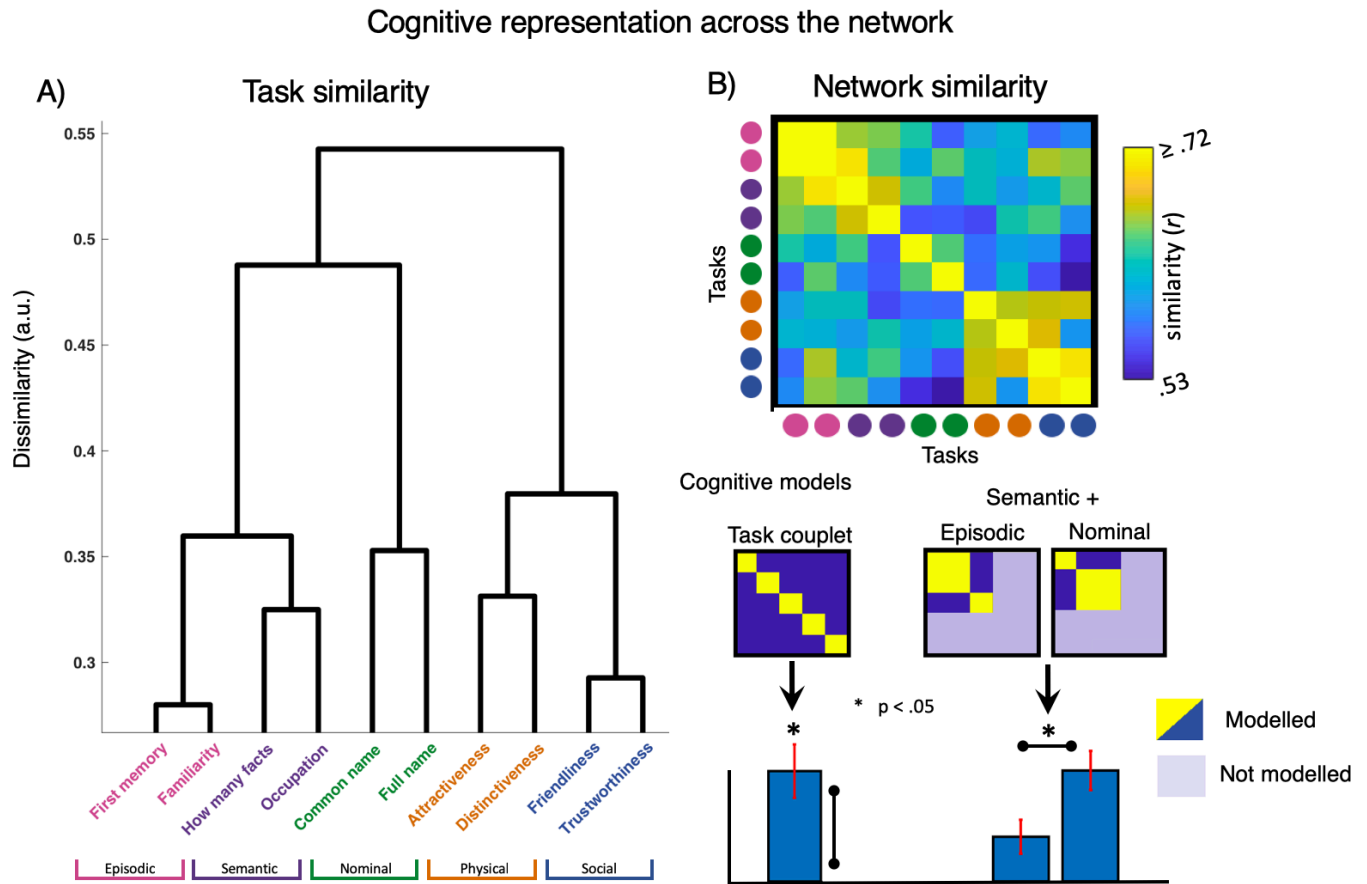 Cognitive representation across the network
A)
Task similarity
Dissimilarity (a.u.)
0.55
0.5
0.45
0.4
0.35
0.3
First memory
Familiarity
How many facts
Occupation
Common name
Full name
Attractiveness
Distinctiveness
Friendliness
Trustworthiness
Episodic
Semantic
Nominal
Physical
Social
B)
Network similarity
Tasks
Tasks
≥ .72
similarity (r)
.53
Cognitive models
Task couplet
Semantic +
Episodic
Nominal
* p < .05
*
*
Modelled
Not modelled